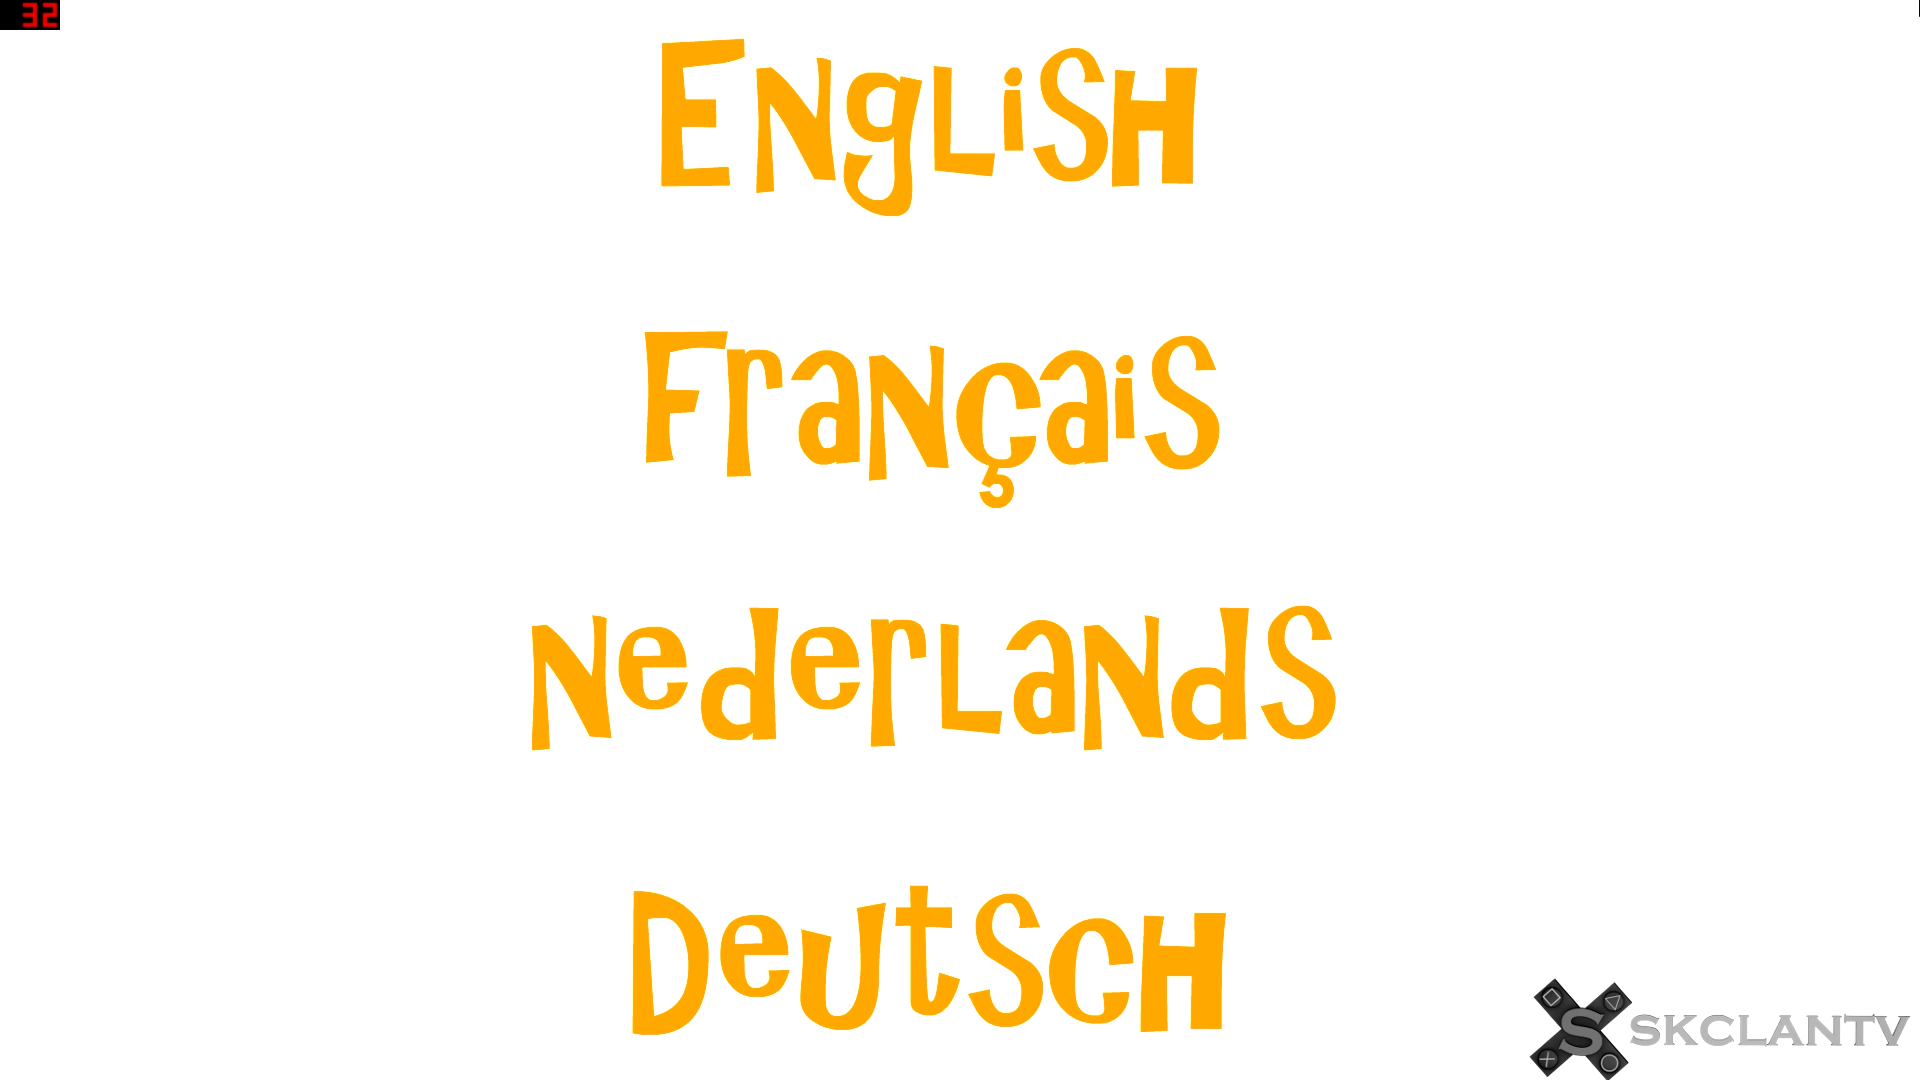 32
English
Français
Nederlands
Deutsch
S SKCLANTV